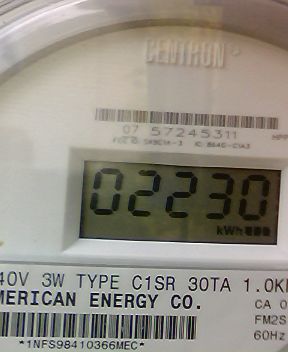 CENTRON
07 57245311
02230
kWh
40V 3W TYPE C1SR 30TA 1.0K
MERICAN ENERGY CO.
CA 0
FM2S
60Hz
*1NFS98410366MEC*